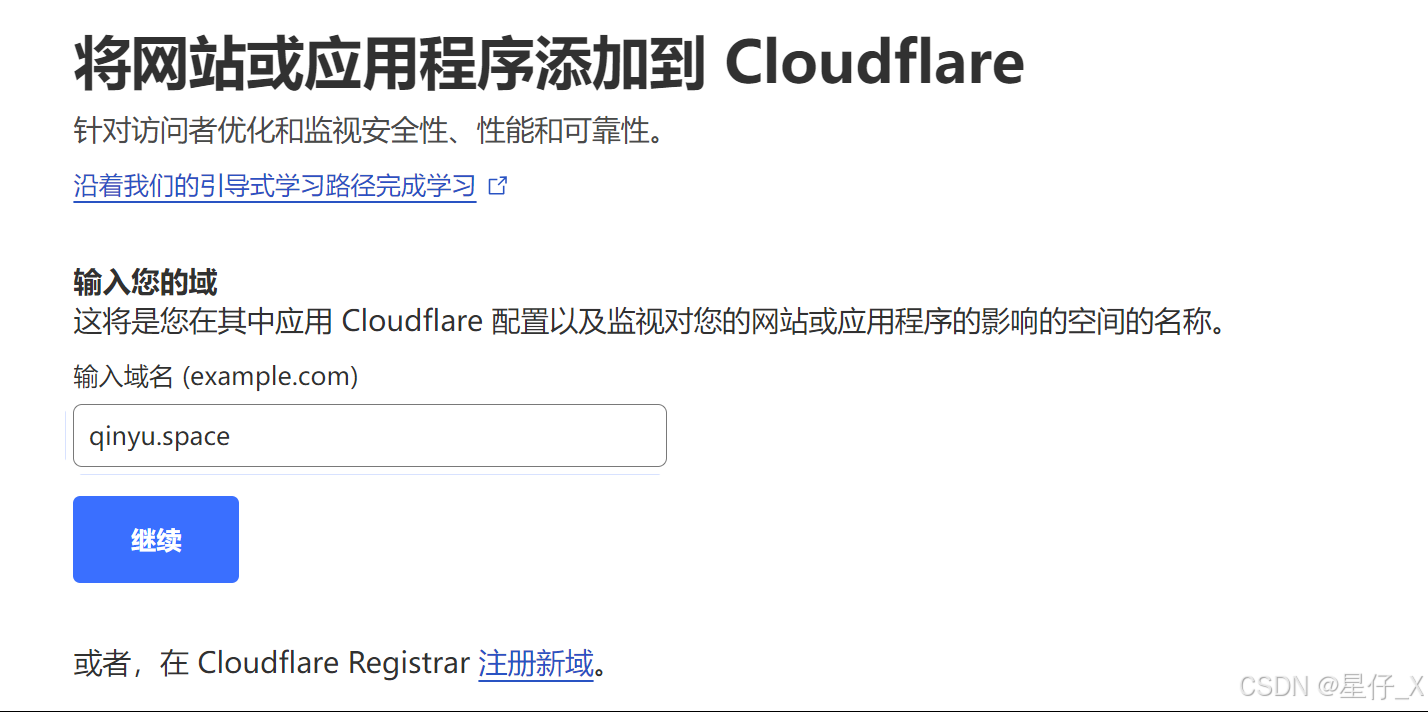 将网站或应用程序添加到 Cloudflare
针对访问者优化和监视安全性、性能和可靠性。
沿着我们的引导式学习路径完成学习
输入您的域
这将是您在其中应用 Cloudflare 配置以及监视对您的网站或应用程序的影响的空间的名称。
输入域名 (example.com)
qinyu.space
继续
或者，在 Cloudflare Registrar 注册新域。
CSDN @星仔_X